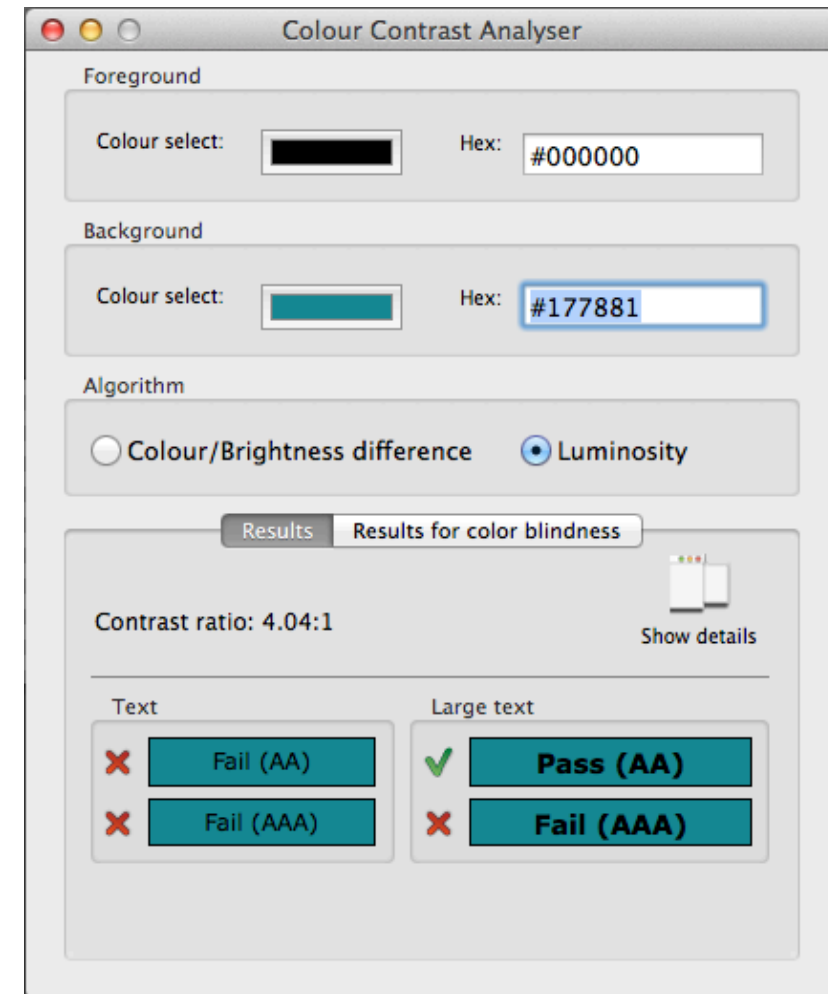 Colour Contrast Analyser
Foreground
Colour select:
Hex:
#000000
Background
Colour select:
Hex:
#177881
Algorithm
Colour/Brightness difference
Luminosity
Results
Results for color blindness
Contrast ratio: 4.04:1
Show details
Text
Large text
Fail (AA)
Pass (AA)
Fail (AAA)
Fail (AAA)